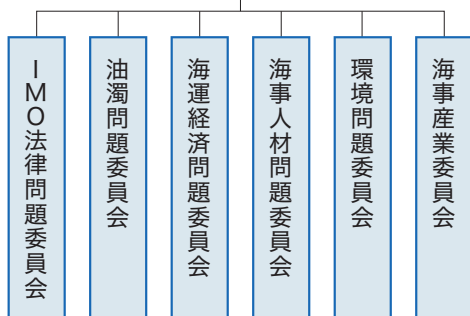 IMO法律問題委員会
油濁問題委員会
海運経済問題委員会
海事人材問題委員会
環境問題委員会
海事産業委員会